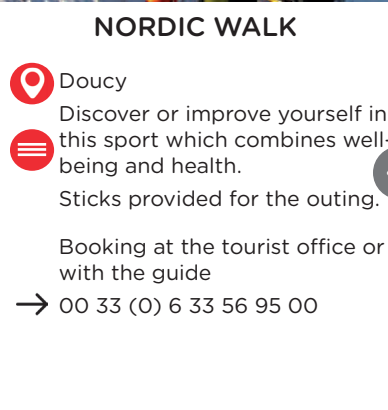 NORDIC WALK
Doucy
Discover or improve yourself in
this sport which combines well-
being and health.
Sticks provided for the outing.
Booking at the tourist office or
with the guide
→ 00 33 (0) 6 33 56 95 00